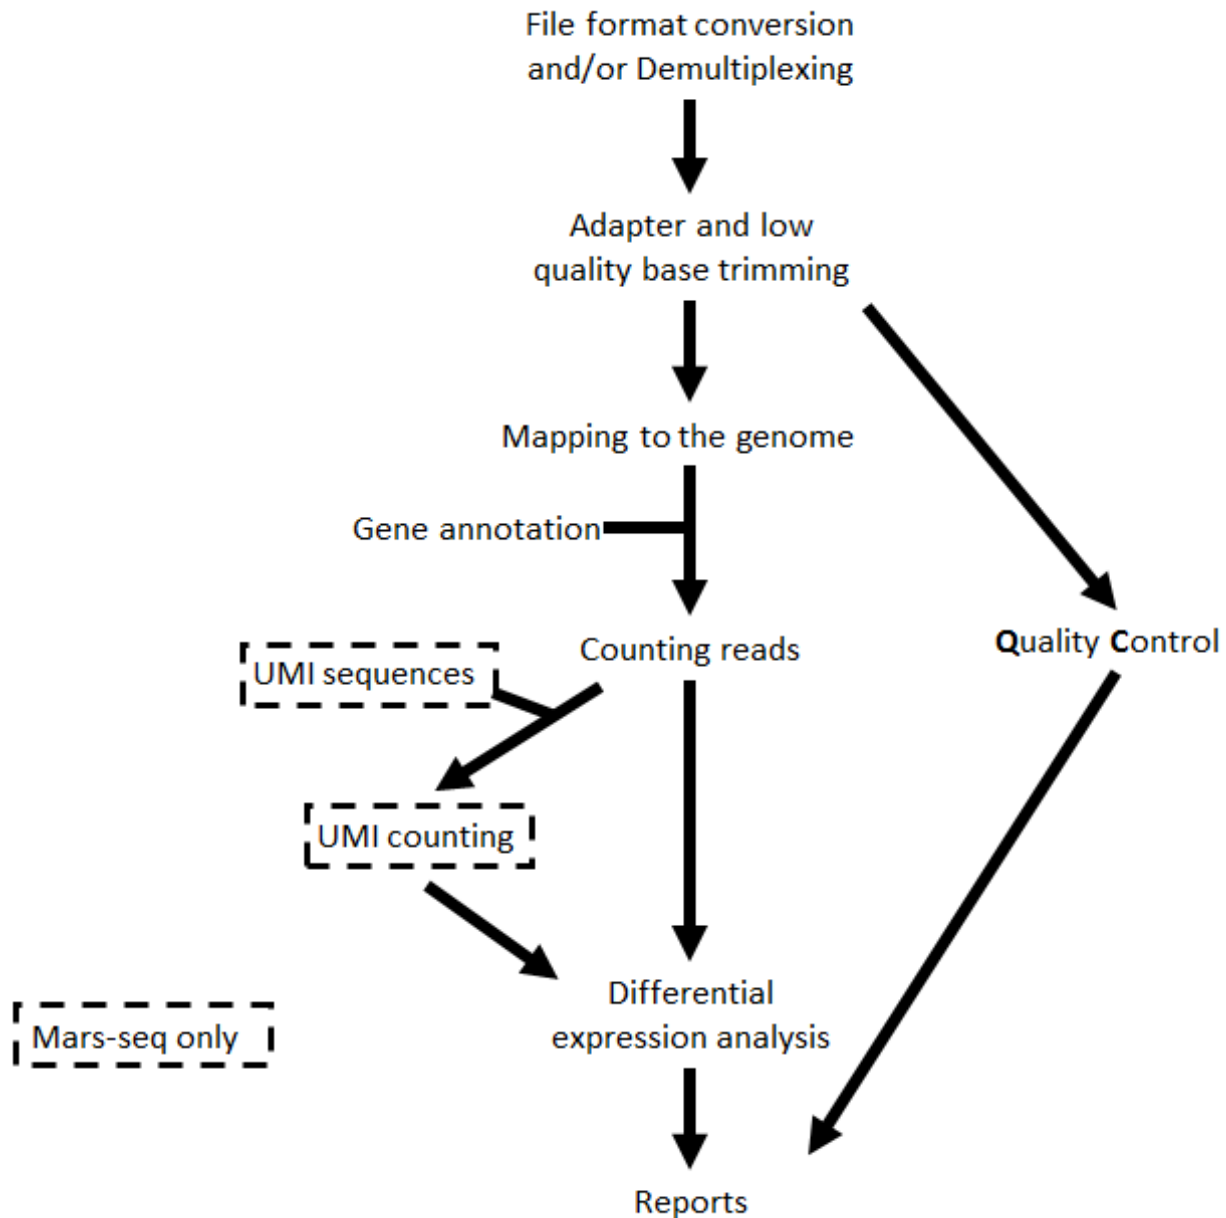 File format conversion
and/or Demultiplexing
Adapter and low
quality base trimming
Mapping to the genome
Gene annotation
Counting reads
Quality Control
UMI sequences
UMI counting
Differential
expression analysis
Mars-seq only
Reports